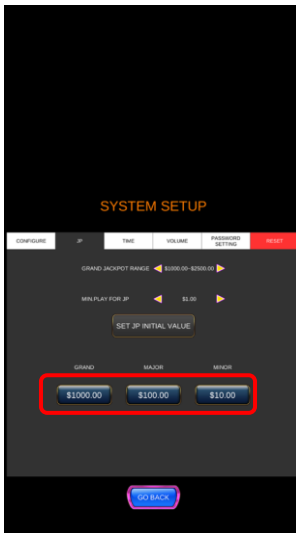 SYSTEM SETUP
CONFIGURE JP TIME VOLUME PASSWORD SETTING RESET
GRAND JACKPOT RANGE $1000.00-$2500.00
MIN.PLAY FOR JP $1.00
SET JP INITIAL VALUE
GRAND MAJOR MINOR
$1000.00 $100.00 $10.00
GO BACK